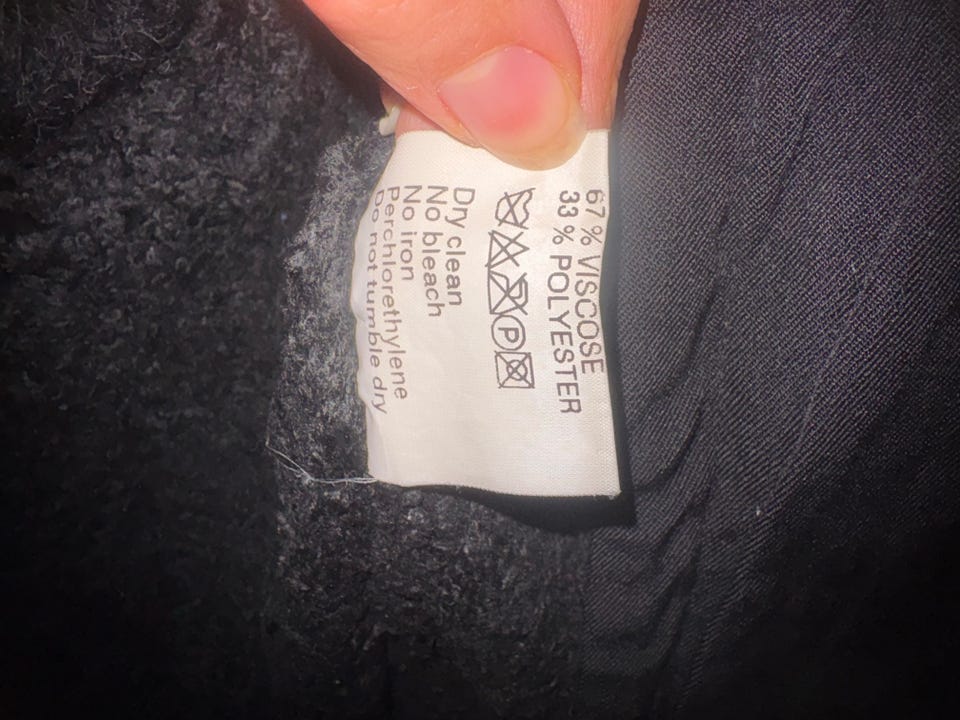 67 % VISCOSE
33 % POLYESTER
P
Dry clean
No bleach
No iron
Perchlorethylene
Do not tumble dry